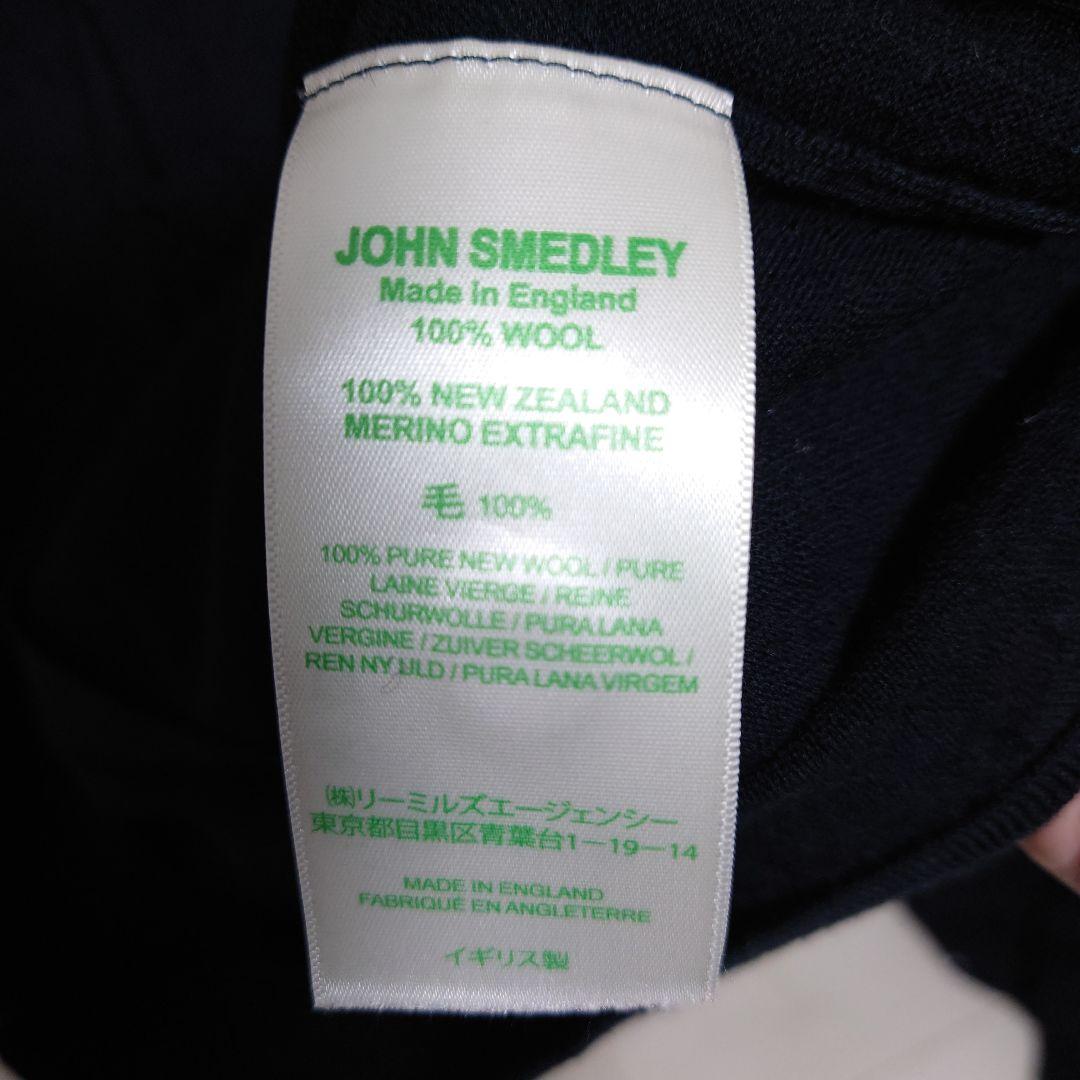 JOHN SMEDLEY
Made in England
100% WOOL
100% NEW ZEALAND
MERINO EXTRAFINE
毛 100%
100% PURE NEW WOOL / PURE
LAINE VIERGE / REINE
SCHURWOLLE / PURA LANA
VERGINE / ZUIVER SCHEERWOL /
REN NY ULD / PURA LANA VIRGEM
㈱リーミルズエージェンシー
東京都目黒区青葉台1-19-14
MADE IN ENGLAND
FABRIQUÉ EN ANGLETERRE
イギリス製